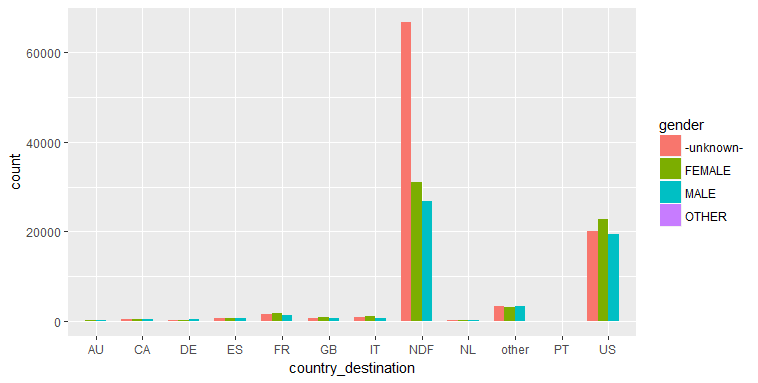 60000
40000
20000
0
count
AU CA DE ES FR GB IT NDF NL other PT US
country_destination
gender
-unknown-
FEMALE
MALE
OTHER